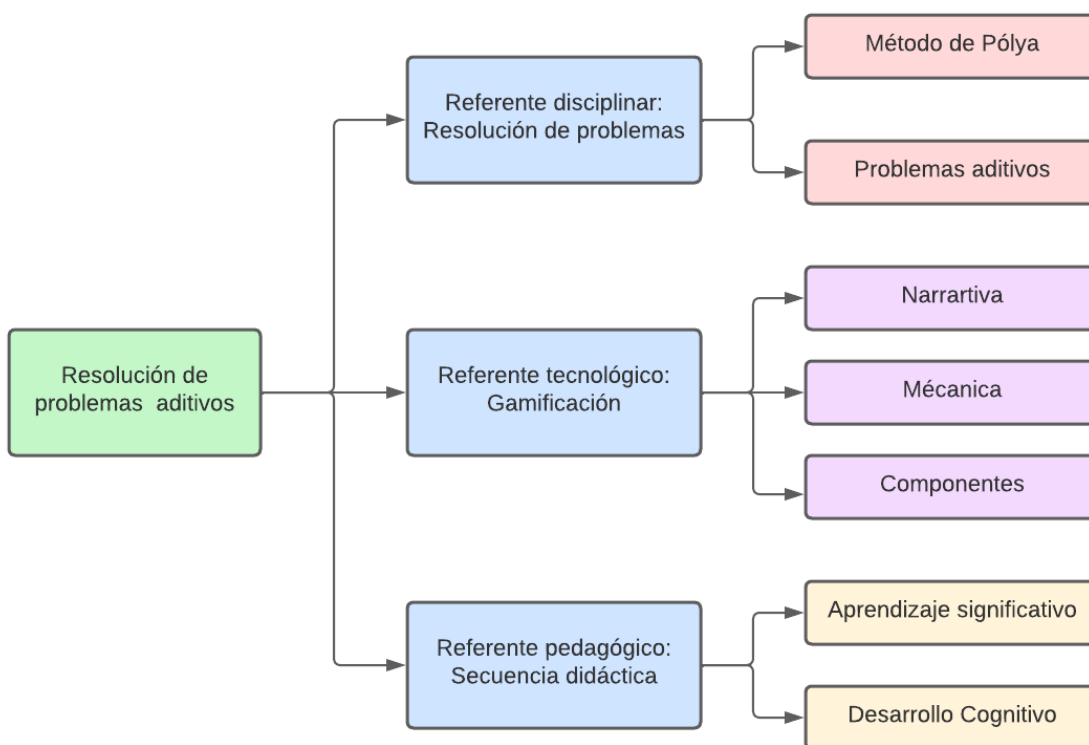 Resolución de
problemas aditivos
Referente disciplinar:
Resolución de problemas
Método de Pólya
Problemas aditivos
Referente tecnológico:
Gamificación
Narrartiva
Mécanica
Componentes
Referente pedagógico:
Secuencia didáctica
Aprendizaje significativo
Desarrollo Cognitivo